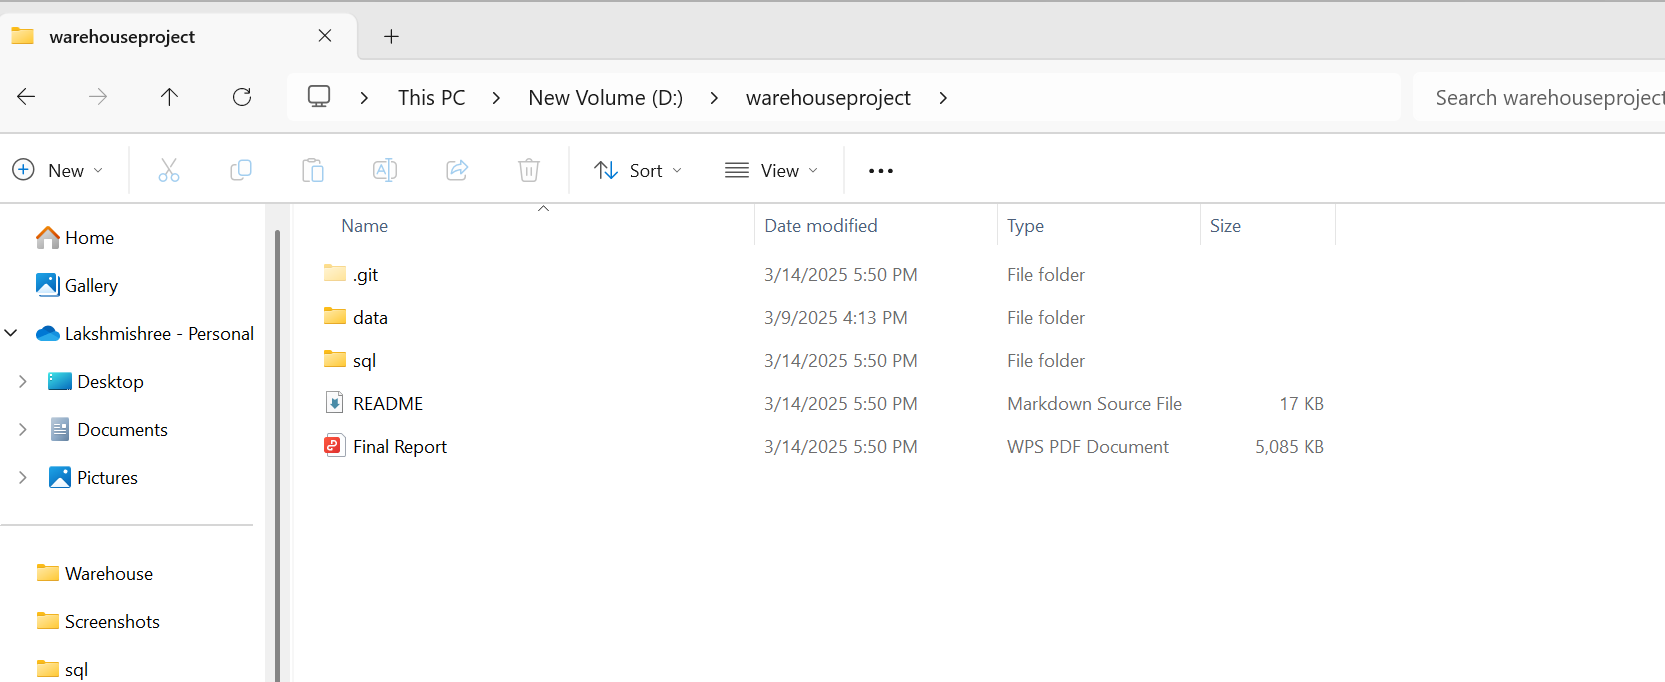 warehouseproject
This PC New Volume (D:) warehouseproject Search warehouseproject
New Sort View
Name Date modified Type Size
.git 3/14/2025 5:50 PM File folder
data 3/9/2025 4:13 PM File folder
sql 3/14/2025 5:50 PM File folder
README 3/14/2025 5:50 PM Markdown Source File 17 KB
Final Report 3/14/2025 5:50 PM WPS PDF Document 5,085 KB
Home
Gallery
Lakshmishree - Personal
Desktop
Documents
Pictures
Warehouse
Screenshots
sql